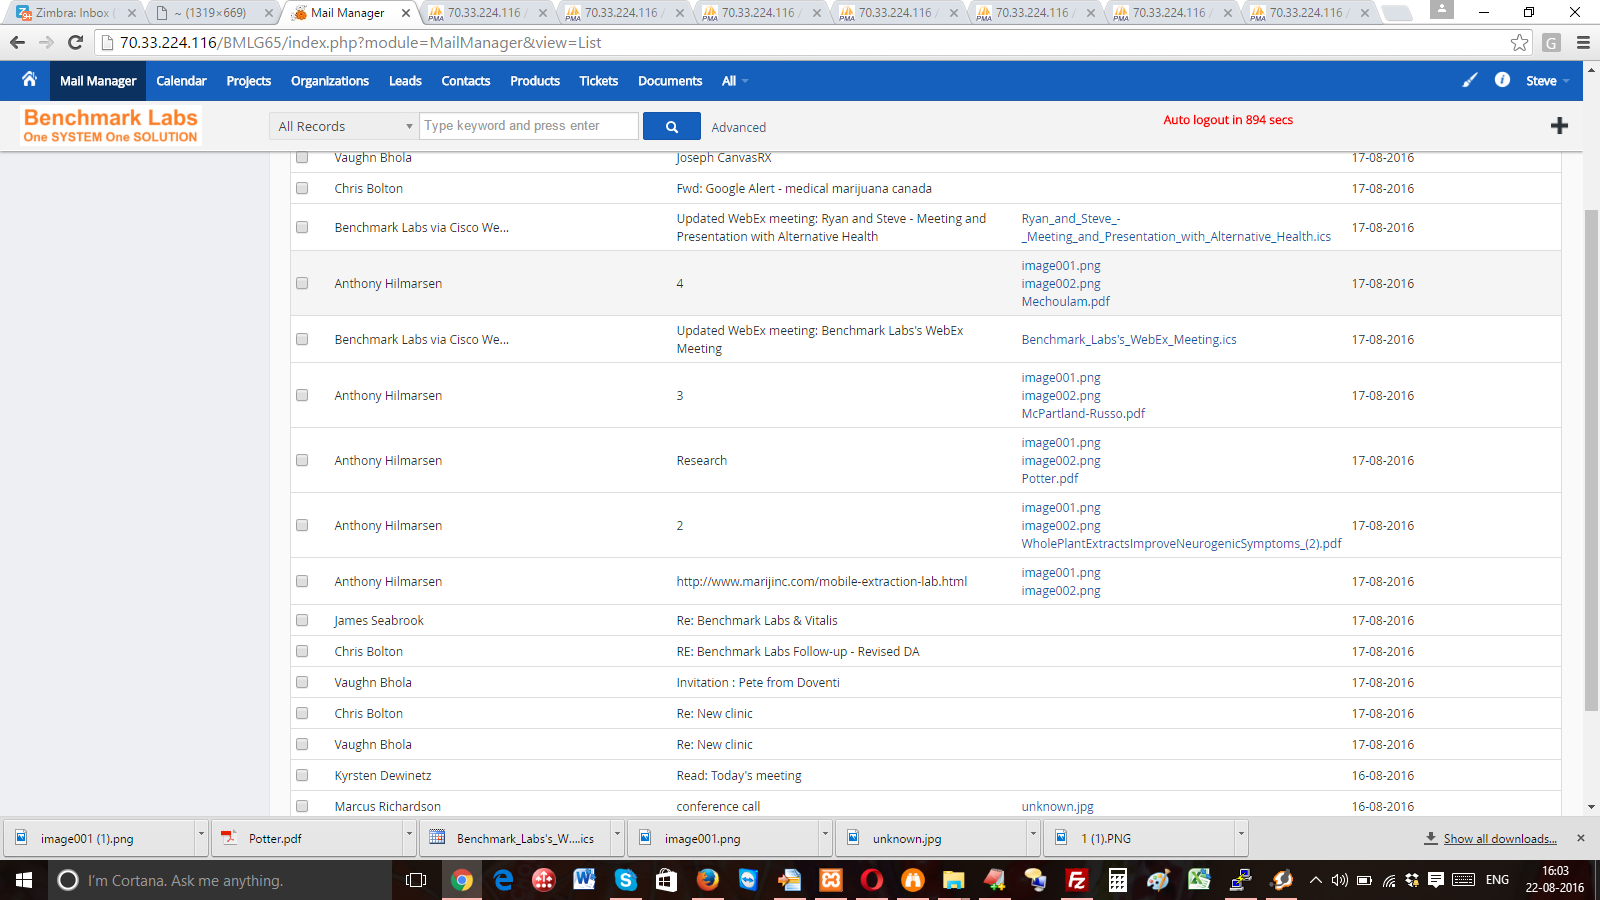 Zimbra: Inbox (
~ (1319×669)
Mail Manager
70.33.224.116 /
70.33.224.116 /
70.33.224.116 /
70.33.224.116 /
70.33.224.116 /
70.33.224.116 /
70.33.224.116 /
70.33.224.116/BMLG65/index.php?module=MailManager&view=List
Mail Manager
Calendar
Projects
Organizations
Leads
Contacts
Products
Tickets
Documents
All
Steve
Benchmark Labs
One SYSTEM One SOLUTION
All Records
Type keyword and press enter
Advanced
Auto logout in 894 secs
Vaughn Bhola
Joseph CanvasRX
17-08-2016
Chris Bolton
Fwd: Google Alert - medical marijuana canada
17-08-2016
Benchmark Labs via Cisco We...
Updated WebEx meeting: Ryan and Steve - Meeting and
Presentation with Alternative Health
Ryan_and_Steve_-
_Meeting_and_Presentation_with_Alternative_Health.ics
17-08-2016
Anthony Hilmarsen
4
image001.png
image002.png
Mechoulam.pdf
17-08-2016
Benchmark Labs via Cisco We...
Updated WebEx meeting: Benchmark Labs's WebEx
Meeting
Benchmark_Labs's_WebEx_Meeting.ics
17-08-2016
Anthony Hilmarsen
3
image001.png
image002.png
McPartland-Russo.pdf
17-08-2016
Anthony Hilmarsen
Research
image001.png
image002.png
Potter.pdf
17-08-2016
Anthony Hilmarsen
2
image001.png
image002.png
WholePlantExtractsImproveNeurogenicSymptoms_(2).pdf
17-08-2016
Anthony Hilmarsen
http://www.marijinc.com/mobile-extraction-lab.html
image001.png
image002.png
17-08-2016
James Seabrook
Re: Benchmark Labs & Vitalis
17-08-2016
Chris Bolton
RE: Benchmark Labs Follow-up - Revised DA
17-08-2016
Vaughn Bhola
Invitation : Pete from Doventi
17-08-2016
Chris Bolton
Re: New clinic
17-08-2016
Vaughn Bhola
Re: New clinic
17-08-2016
Kyrsten Dewinetz
Read: Today's meeting
16-08-2016
Marcus Richardson
conference call
unknown.jpg
16-08-2016
image001 (1).png
Potter.pdf
Benchmark_Labs's_W....ics
image001.png
unknown.jpg
1 (1).PNG
Show all downloads...
I'm Cortana. Ask me anything.
ENG
16:03
22-08-2016